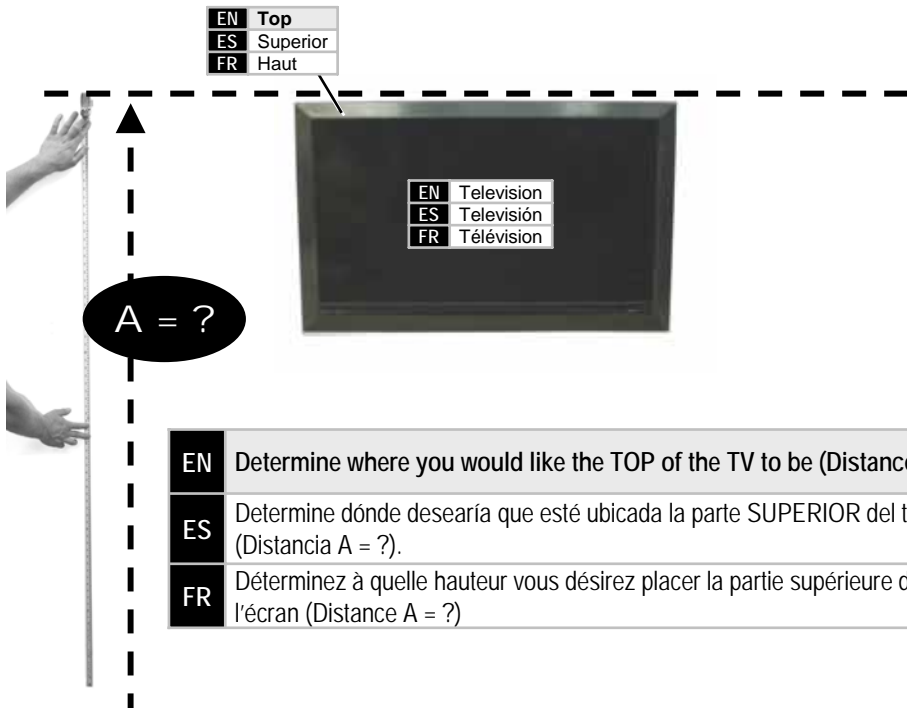 EN Top
ES Superior
FR Haut
EN Television
ES Televisión
FR Télévision
A = ?
EN Determine where you would like the TOP of the TV to be (Distance
ES Determine dónde desearía que esté ubicada la parte SUPERIOR del
(Distancia A = ?).
FR Déterminez à quelle hauteur vous désirez placer la partie supérieure
l'écran (Distance A = ?)